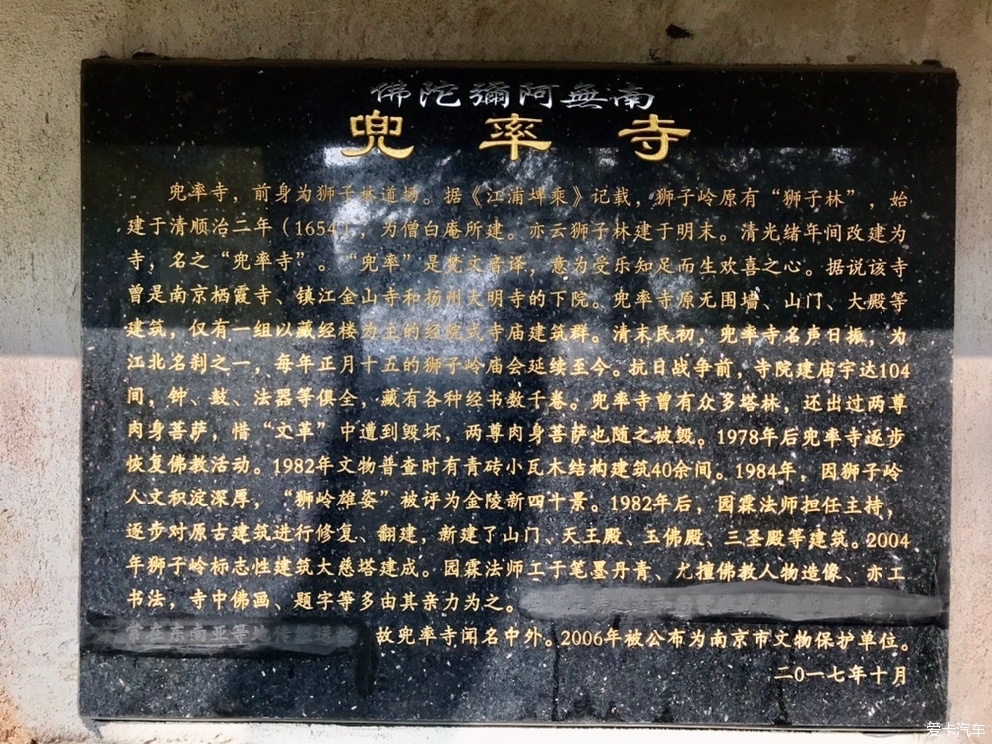 南無阿彌陀佛
兜率寺
兜率寺，前身为狮子林道场。据《江浦埤乘》记载，狮子岭原有“狮子林”，始
建于清顺治二年（1654），为僧白庵所建。亦云狮子林建于明末。清光绪年间改建为
寺，名之“兜率寺”。“兜率”是梵文音译，意为受乐知足而生欢喜之心。据说该寺
曾是南京栖霞寺、镇江金山寺和扬州大明寺的下院。兜率寺原无围墙、山门、大殿等
建筑，仅有一组以藏经楼为主的经院式寺庙建筑群。清末民初，兜率寺名声日振，为
江北名刹之一，每年正月十五的狮子岭庙会延续至今。抗日战争前，寺院建庙宇达104
间，钟、鼓、法器等俱全，藏有各种经书数千卷。兜率寺曾有众多塔林，还出过两尊
肉身菩萨，惜“文革”中遭到毁坏，两尊肉身菩萨也随之被毁。1978年后兜率寺逐步
恢复佛教活动。1982年文物普查时有青砖小瓦木结构建筑40余间。1984年，因狮子岭
人文积淀深厚，“狮岭雄姿”被评为金陵新四十景。1982年后，园霖法师担任主持，
逐步对原古建筑进行修复、翻建，新建了山门、天王殿、玉佛殿、三圣殿等建筑。2004
年狮子岭标志性建筑大慈塔建成。园霖法师工于笔墨丹青、尤擅佛教人物造像、亦工
书法，寺中佛画、题字等多由其亲力为之。
东南亚等地 故兜率寺闻名中外。2006年被公布为南京市文物保护单位。
二0一七年十月
爱卡汽车